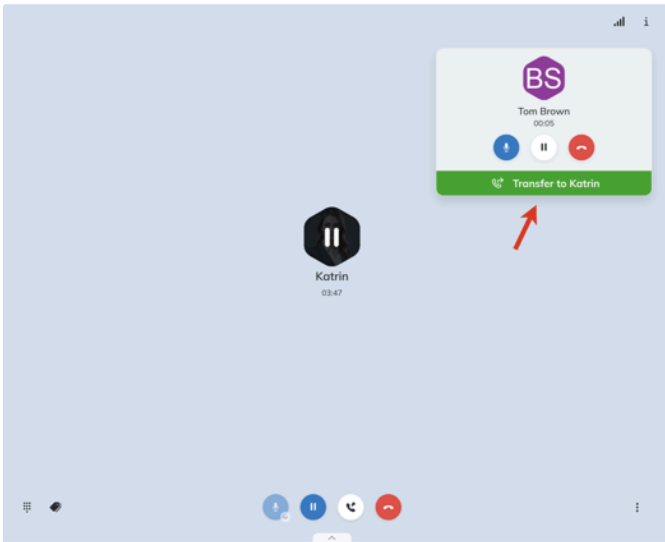 i
BS
Tom Brown
00:05
Transfer to Katrin
Katrin
03:47